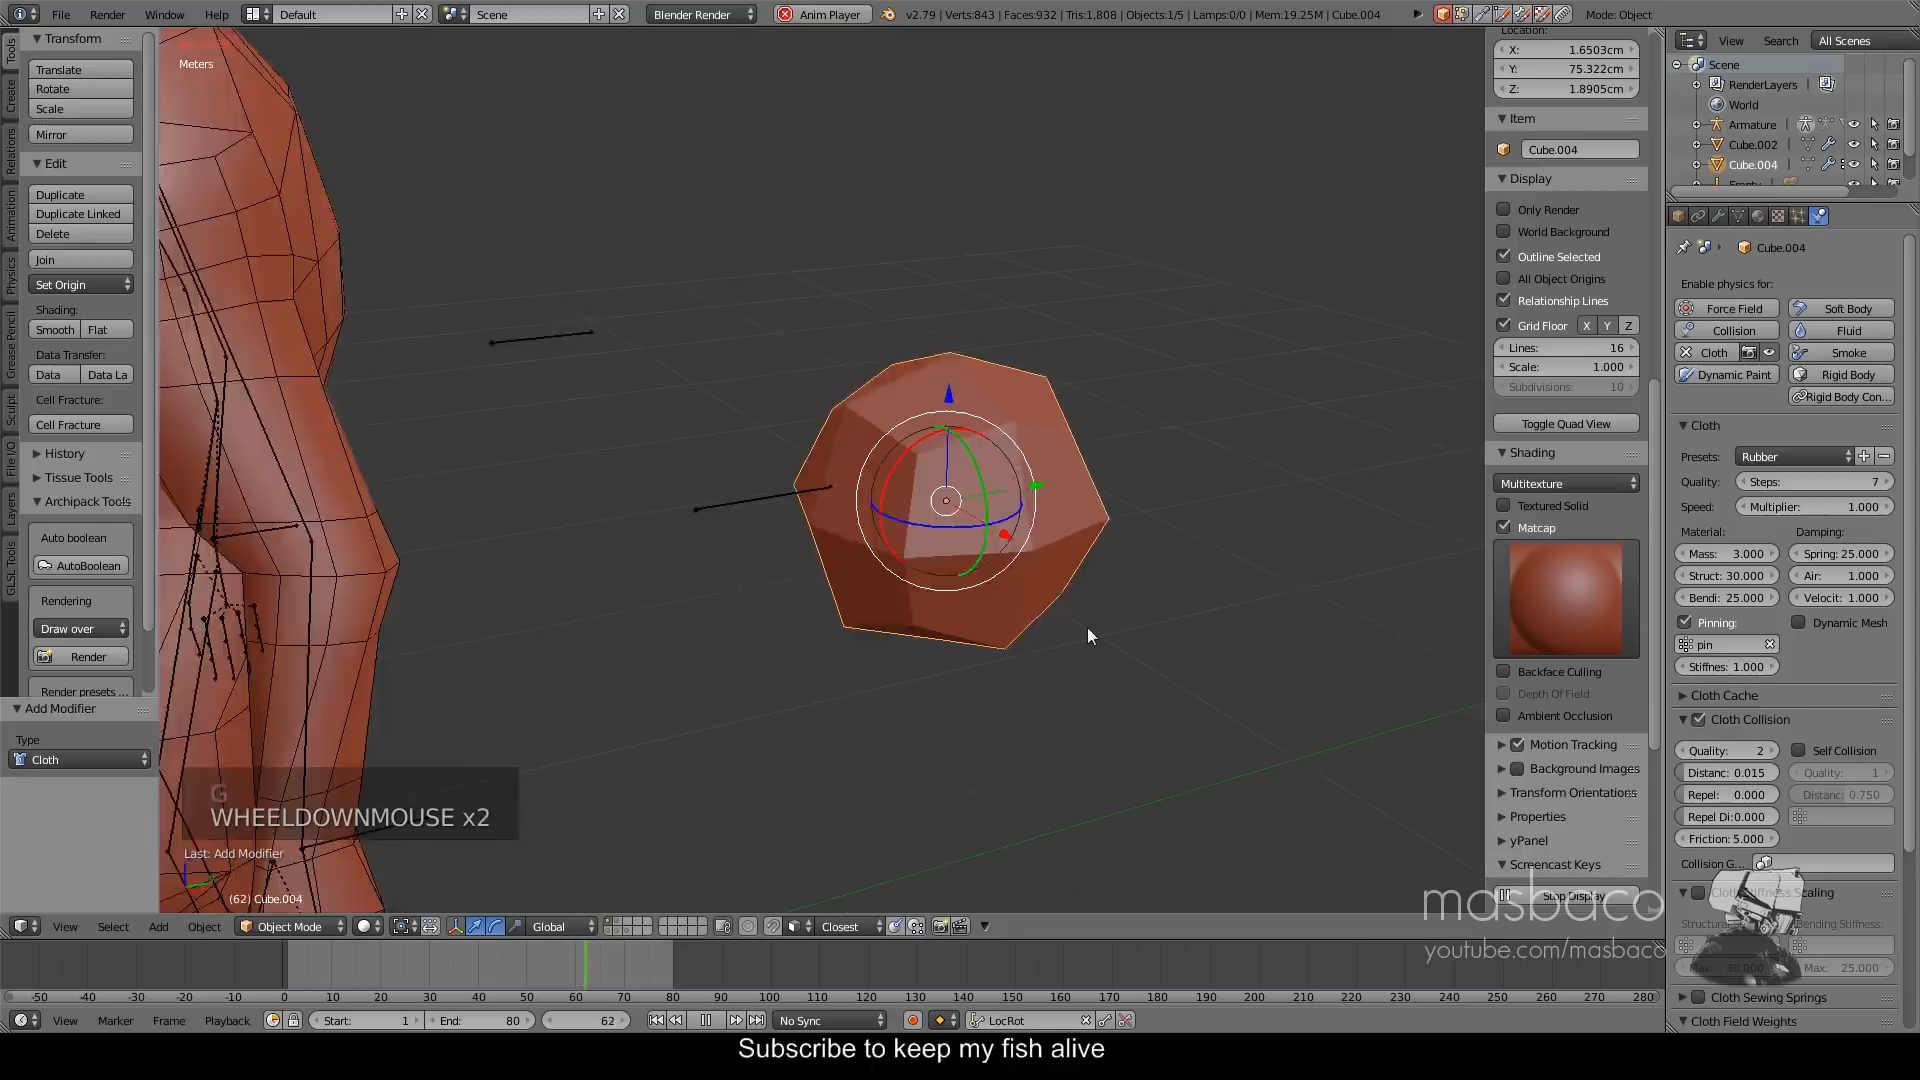 File Render Window Help Default Scene Blender Render Anim Player v2.79 | Verts:843 | Faces:932 | Tris:1,808 | Objects:1/5 | Lamps:0/0 | Mem:19.25M | Cube.004 Mode: Object
Tools
Create
Relations
Animation
Physics
Grease Pencil
Sculpt
File I/O
Layers
GLSL Tools
Transform
Translate
Rotate
Scale
Mirror
Edit
Duplicate
Duplicate Linked
Delete
Join
Set Origin
Shading:
Smooth Flat
Data Transfer:
Data Data La
Cell Fracture:
Cell Fracture
History
Tissue Tools
Archipack Tools
Auto boolean
AutoBoolean
Rendering
Draw over
Render
Render presets ...
Add Modifier
Type
Cloth
Meters
G
WHEELDOWNMOUSE x2
Last: Add Modifier
(62) Cube.004
Location:
X: 1.6503cm
Y: 75.322cm
Z: 1.8905cm
Item
Cube.004
Display
Only Render
World Background
Outline Selected
All Object Origins
Relationship Lines
Grid Floor X Y Z
Lines: 16
Scale: 1.000
Subdivisions: 10
Toggle Quad View
Shading
Multitexture
Textured Solid
Matcap
Backface Culling
Depth Of Field
Ambient Occlusion
Motion Tracking
Background Images
Transform Orientations
Properties
yPanel
Screencast Keys
Stop Display
View Search All Scenes
Scene
RenderLayers |
World
Armature
Cube.002
Cube.004
Cube.004
Enable physics for:
Force Field Soft Body
Collision Fluid
Cloth Smoke
Dynamic Paint Rigid Body
Rigid Body Con...
Cloth
Presets: Rubber
Quality: Steps: 7
Speed: Multiplier: 1.000
Material: Damping:
Mass: 3.000 Spring: 25.000
Struct: 30.000 Air: 1.000
Bendi: 25.000 Velocit: 1.000
Pinning: Dynamic Mesh
pin
Stiffnes: 1.000
Cloth Cache
Cloth Collision
Quality: 2 Self Collision
Distanc: 0.015 Quality: 1
Repel: 0.000 Distanc: 0.750
Repel Di:0.000
Friction: 5.000
Collision G...
Cloth Stiffness Scaling
Structural Bending Stiffness:
Max: 30.000 Max: 25.000
Cloth Sewing Springs
Cloth Field Weights
masbaco
youtube.com/masbaco
View Select Add Object Object Mode Global Closest
-50 -40 -30 -20 -10 0 10 20 30 40 50 60 70 80 90 100 110 120 130 140 150 160 170 180 190 200 210 220 230 240 250 260 270 280
View Marker Frame Playback Start: 1 End: 80 62 No Sync LocRot
Subscribe to keep my fish alive